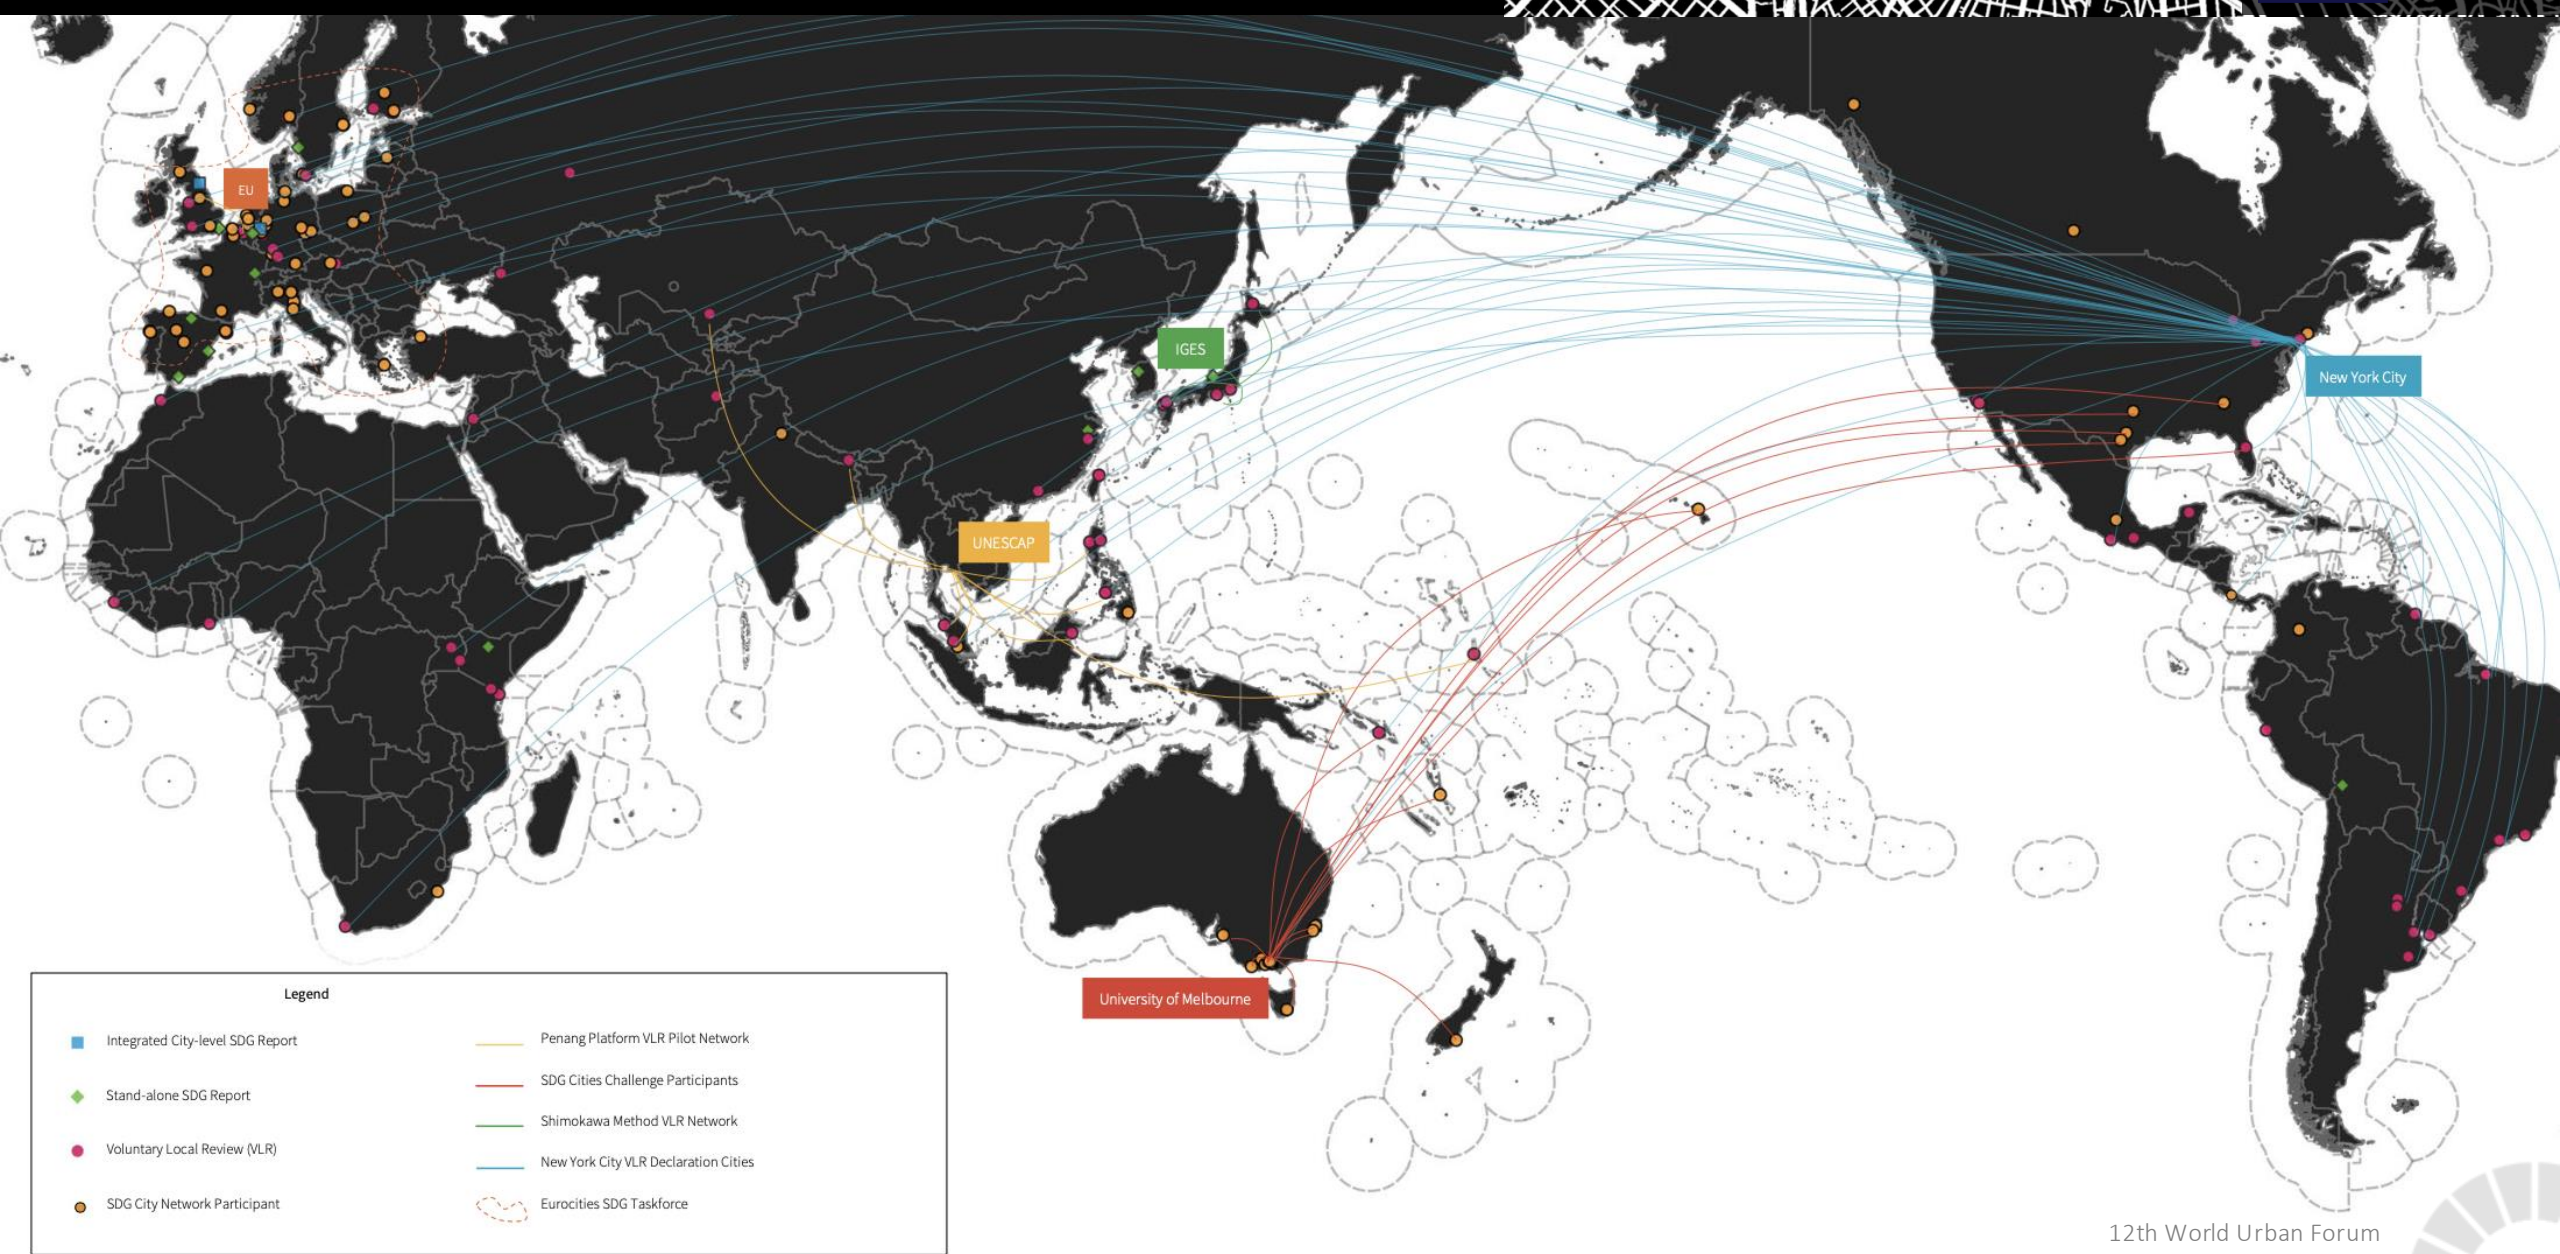 EU
IGES
New York City
UNESCAP
University of Melbourne
Legend
Integrated City-level SDG Report
Stand-alone SDG Report
Voluntary Local Review (VLR)
SDG City Network Participant
Penang Platform VLR Pilot Network
SDG Cities Challenge Participants
Shimokawa Method VLR Network
New York City VLR Declaration Cities
Eurocities SDG Taskforce
12th World Urban Forum